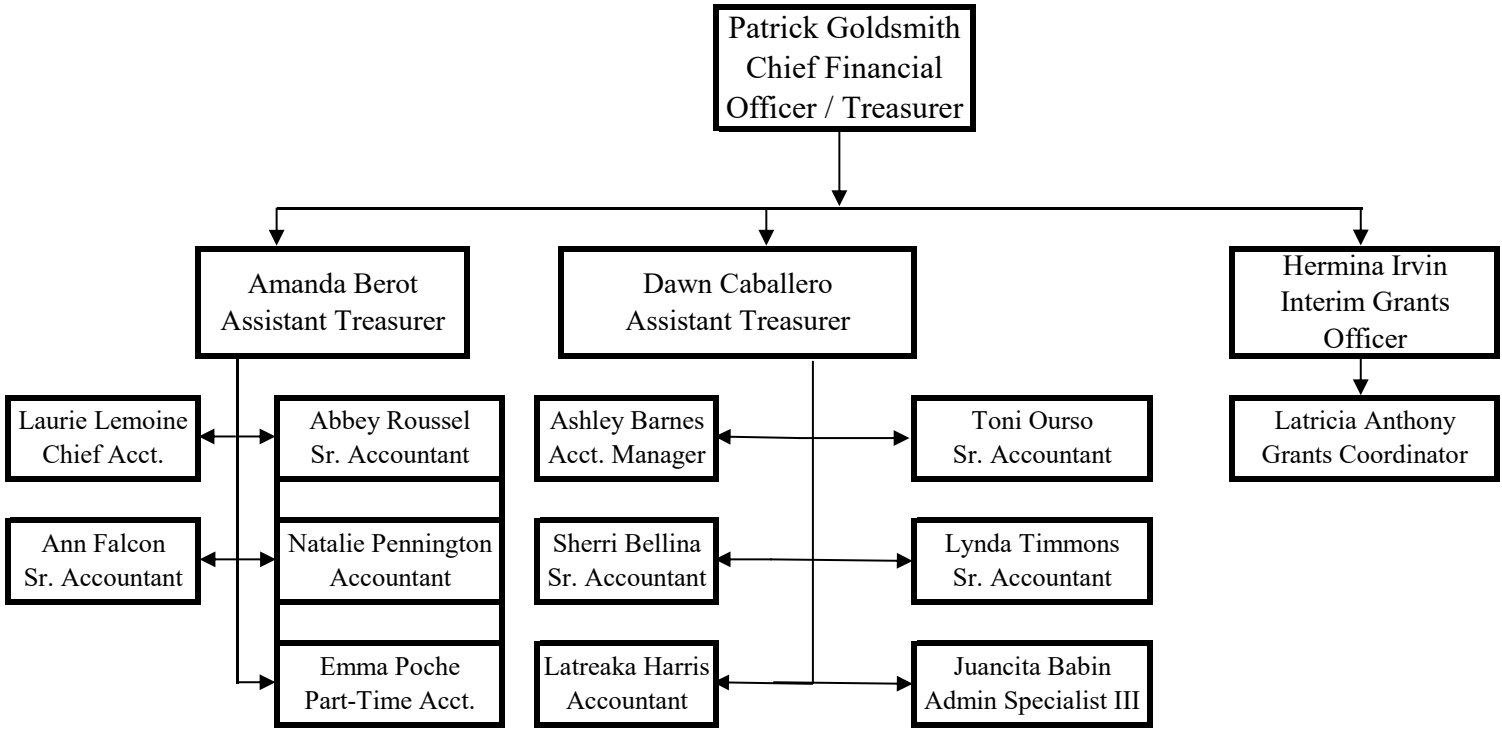 Patrick Goldsmith
Chief Financial
Officer / Treasurer
Amanda Berot
Assistant Treasurer
Dawn Caballero
Assistant Treasurer
Hermina Irvin
Interim Grants
Officer
Laurie Lemoine
Chief Acct.
Abbey Roussel
Sr. Accountant
Ashley Barnes
Acct. Manager
Toni Ourso
Sr. Accountant
Latricia Anthony
Grants Coordinator
Ann Falcon
Sr. Accountant
Natalie Pennington
Accountant
Sherri Bellina
Sr. Accountant
Lynda Timmons
Sr. Accountant
Emma Poche
Part-Time Acct.
Latreaka Harris
Accountant
Juancita Babin
Admin Specialist III